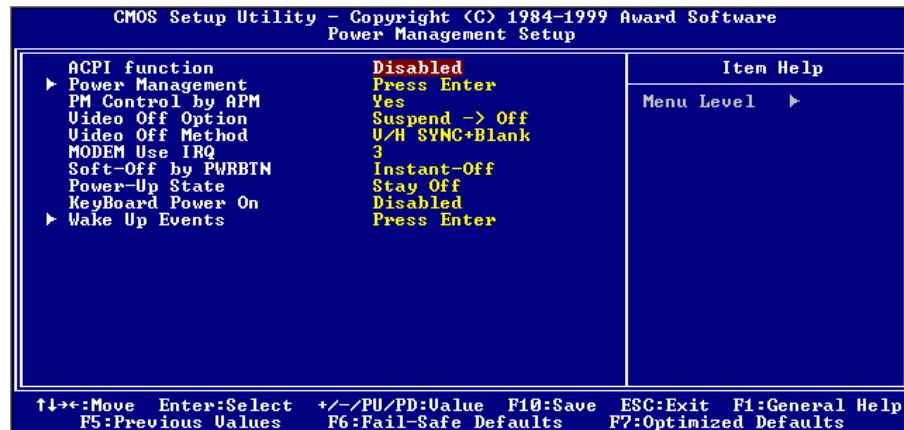 CMOS Setup Utility - Copyright (C) 1984-1999 Award Software
Power Management Setup
ACPI function Disabled
▶ Power Management Press Enter
PM Control by APM Yes
Video Off Option Suspend -> Off
Video Off Method V/H SYNC+Blank
MODEM Use IRQ 3
Soft-Off by PWRBTN Instant-Off
Power-Up State Stay Off
KeyBoard Power On Disabled
▶ Wake Up Events Press Enter
Item Help
Menu Level ▶
↑↓→←:Move Enter:Select +/-/PU/PD:Value F10:Save ESC:Exit F1:General Help
F5:Previous Values F6:Fail-Safe Defaults F7:Optimized Defaults